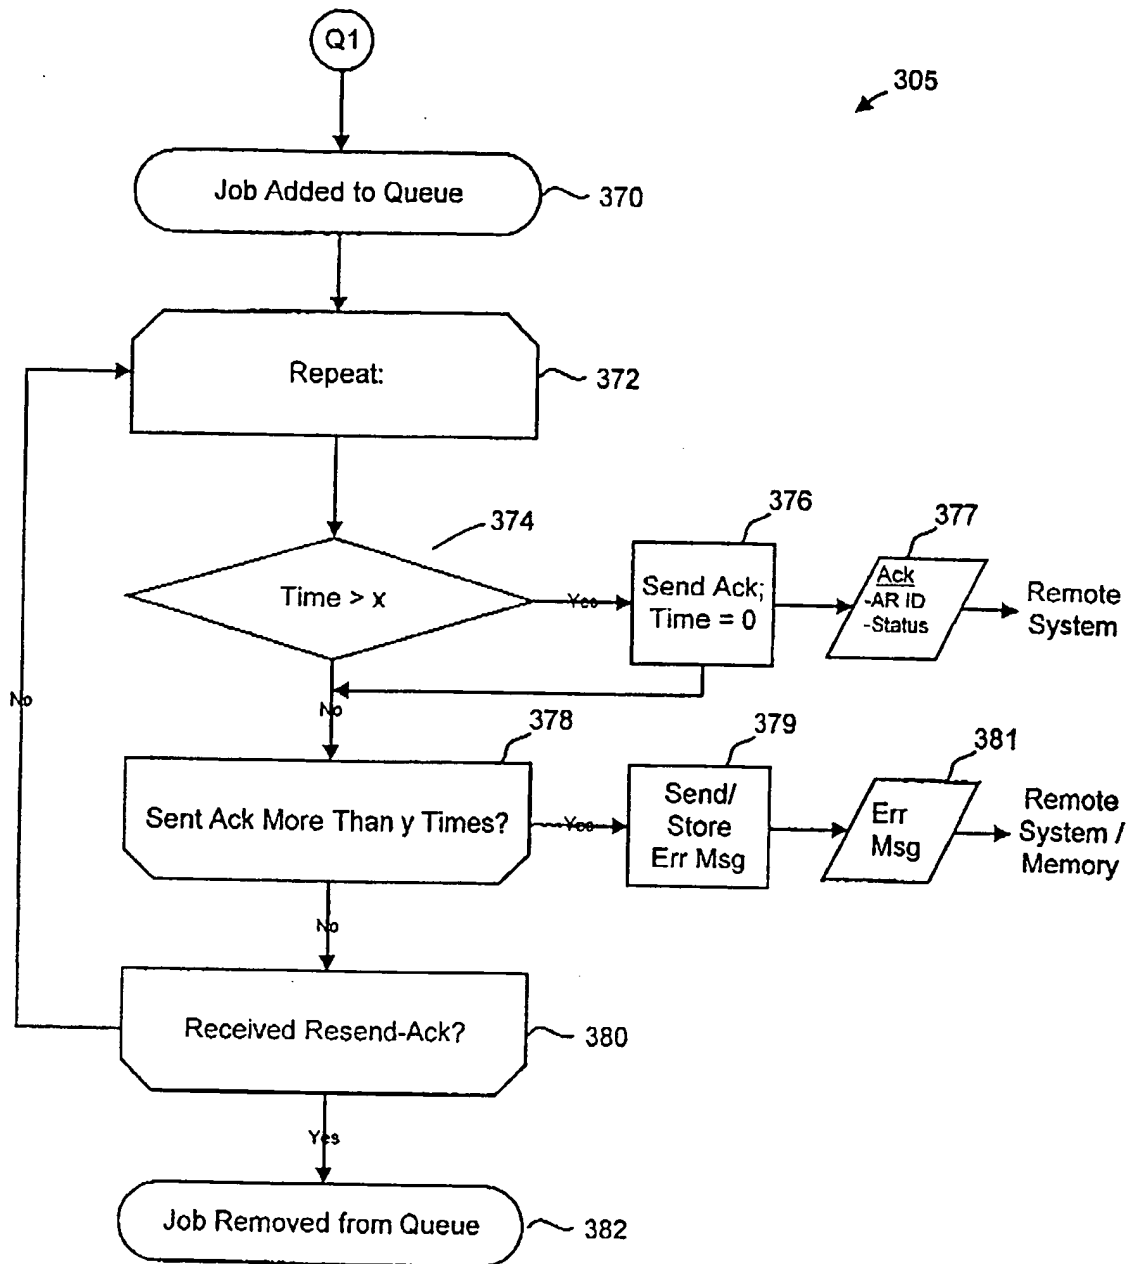 Q1
305
Job Added to Queue
370
Repeat:
372
374
Time > x
Yes
376
Send Ack;
Time = 0
377
Ack
-AR ID
-Status
Remote
System
No
No
378
Sent Ack More Than y Times?
Yes
379
Send/
Store
Err Msg
381
Err
Msg
Remote
System /
Memory
No
Received Resend-Ack?
380
Yes
Job Removed from Queue
382